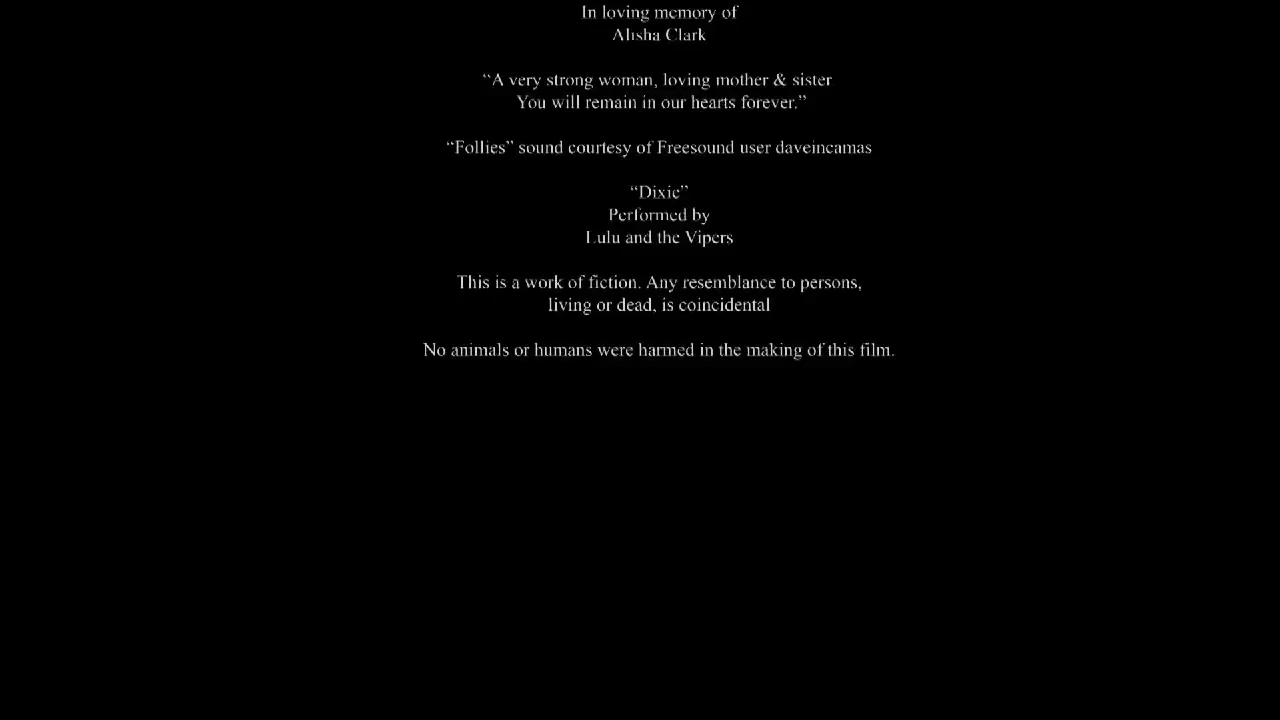 In loving memory of
Alisha Clark
“A very strong woman, loving mother & sister
You will remain in our hearts forever.”
“Follies” sound courtesy of Freesound user daveincamas
“Dixie”
Performed by
Lulu and the Vipers
This is a work of fiction. Any resemblance to persons,
living or dead, is coincidental
No animals or humans were harmed in the making of this film.